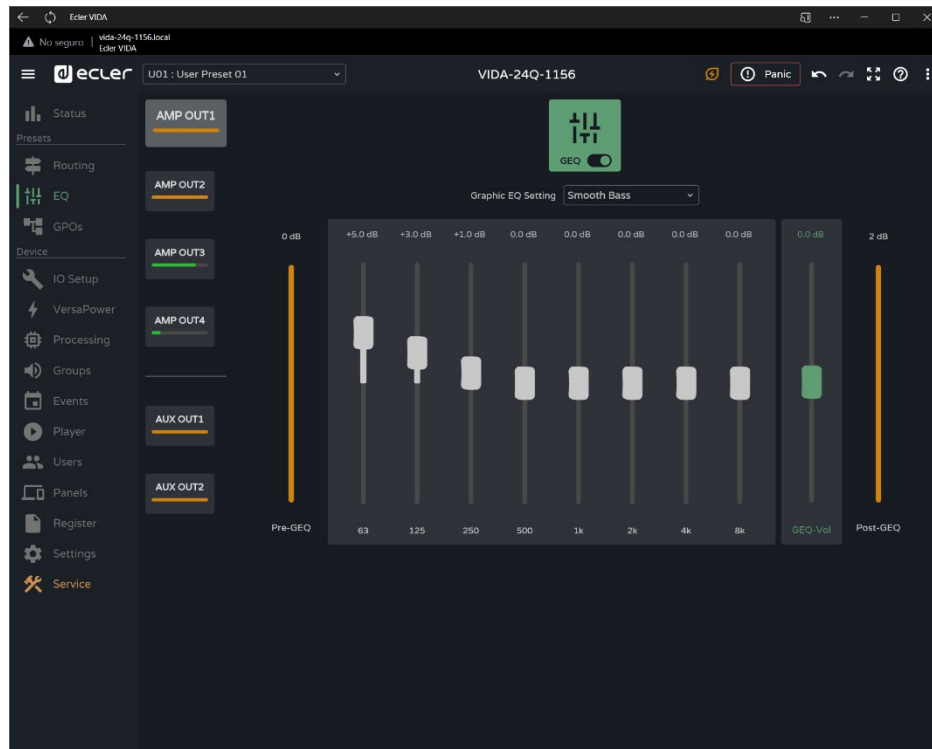 Ecler VIDA
No seguro | vida-24q-1156.local
Ecler VIDA
ecler
U01 : User Preset 01
VIDA-24Q-1156
Panic
Status
Presets
Routing
EQ
GPOs
Device
IO Setup
VersaPower
Processing
Groups
Events
Player
Users
Panels
Register
Settings
Service
AMP OUT1
AMP OUT2
AMP OUT3
AMP OUT4
AUX OUT1
AUX OUT2
GEQ
Graphic EQ Setting Smooth Bass
0 dB +5.0 dB +3.0 dB +1.0 dB 0.0 dB 0.0 dB 0.0 dB 0.0 dB 0.0 dB 0.0 dB 2 dB
Pre-GEQ 63 125 250 500 1k 2k 4k 8k GEQ-Vol Post-GEQ